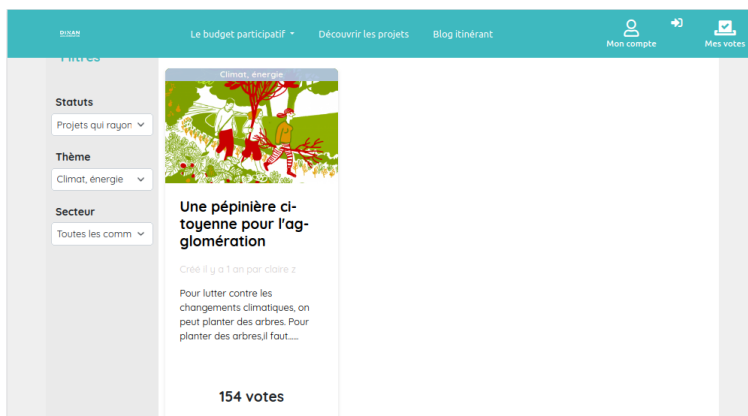 DIXAN
Le budget participatif
Découvrir les projets
Blog itinérant
Mon compte
Mes votes
Filtres
Statuts
Projets qui rayon
Thème
Climat, énergie
Secteur
Toutes les comm
Climat, énergie
Une pépinière ci-
toyenne pour l'ag-
glomération
Créé il y a 1 an par claire z
Pour lutter contre les
changements climatiques, on
peut planter des arbres. Pour
planter des arbres,il faut.....
154 votes